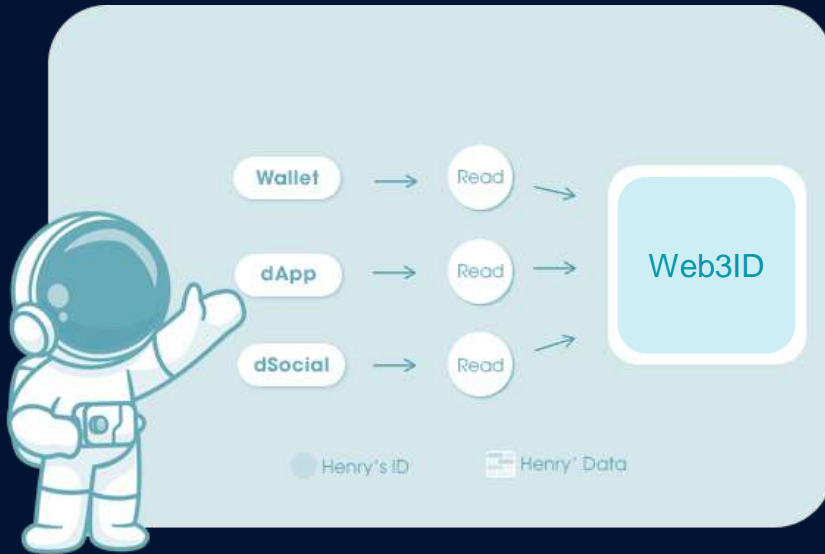 Wallet
Read
dApp
Read
Web3ID
dSocial
Read
Henry's ID
Henry' Data